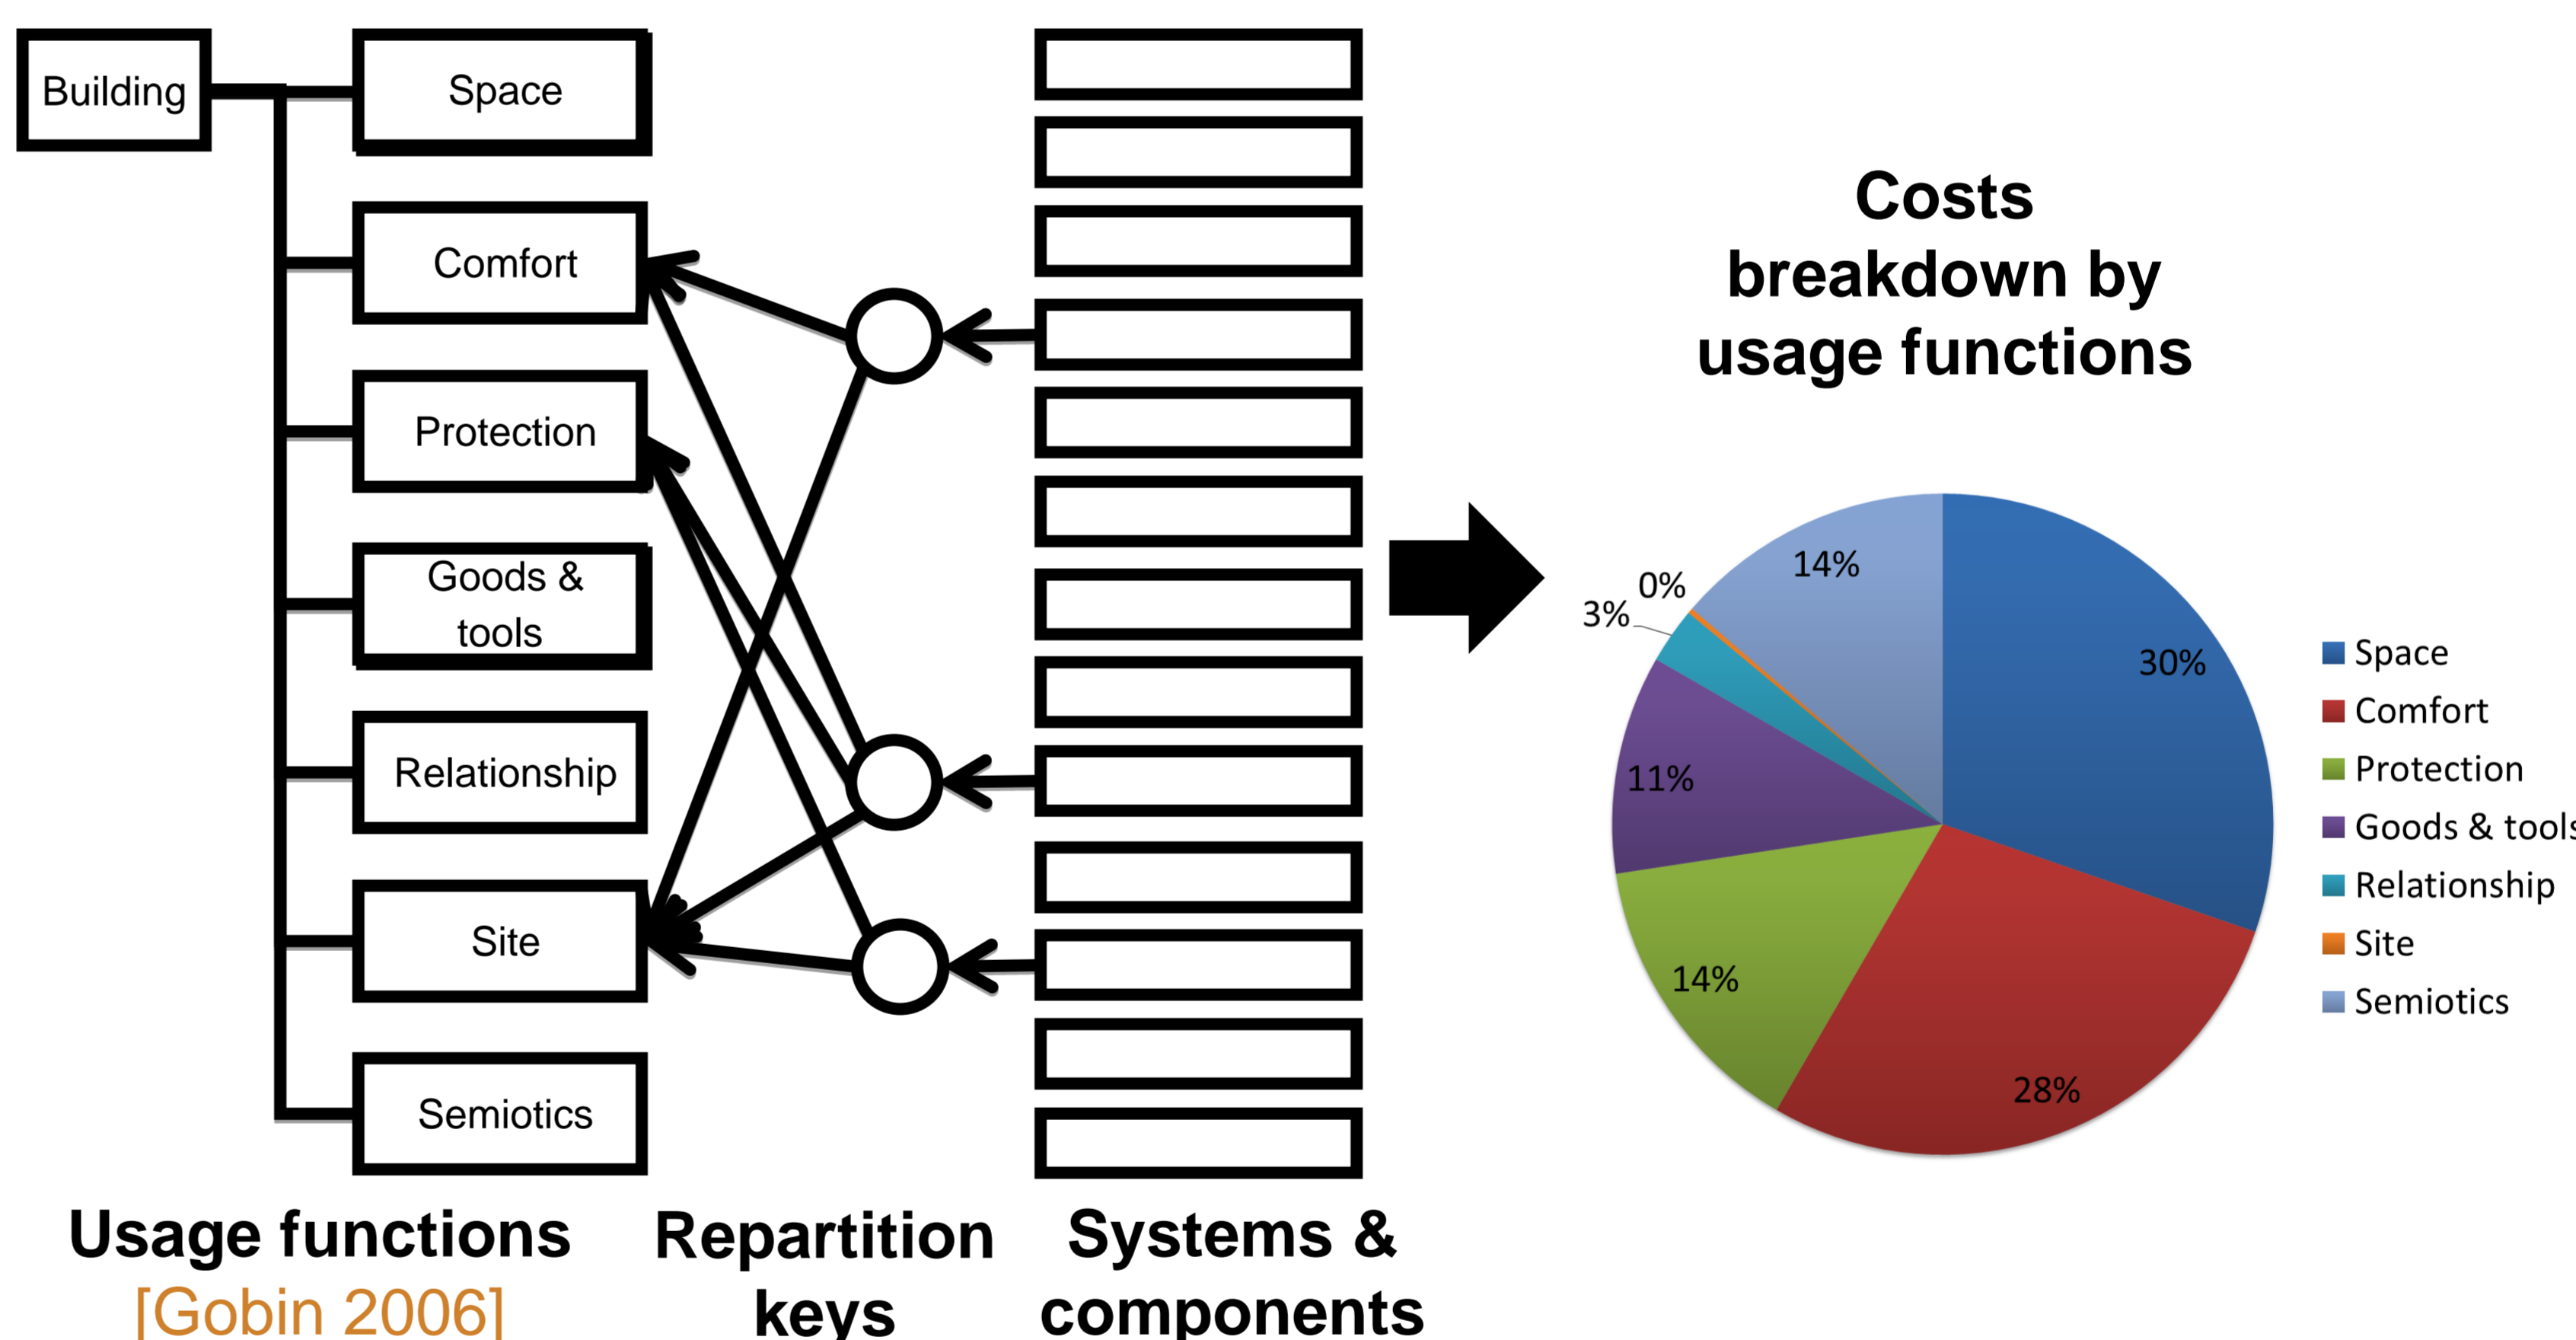 Building
Space
Comfort
Protection
Goods &
tools
Relationship
Site
Semiotics
Usage functions
[Gobin 2006]
Repartition
keys
Systems &
components
Costs
breakdown by
usage functions
14%
0%
3%
30%
11%
14%
28%
Space
Comfort
Protection
Goods & tools
Relationship
Site
Semiotics